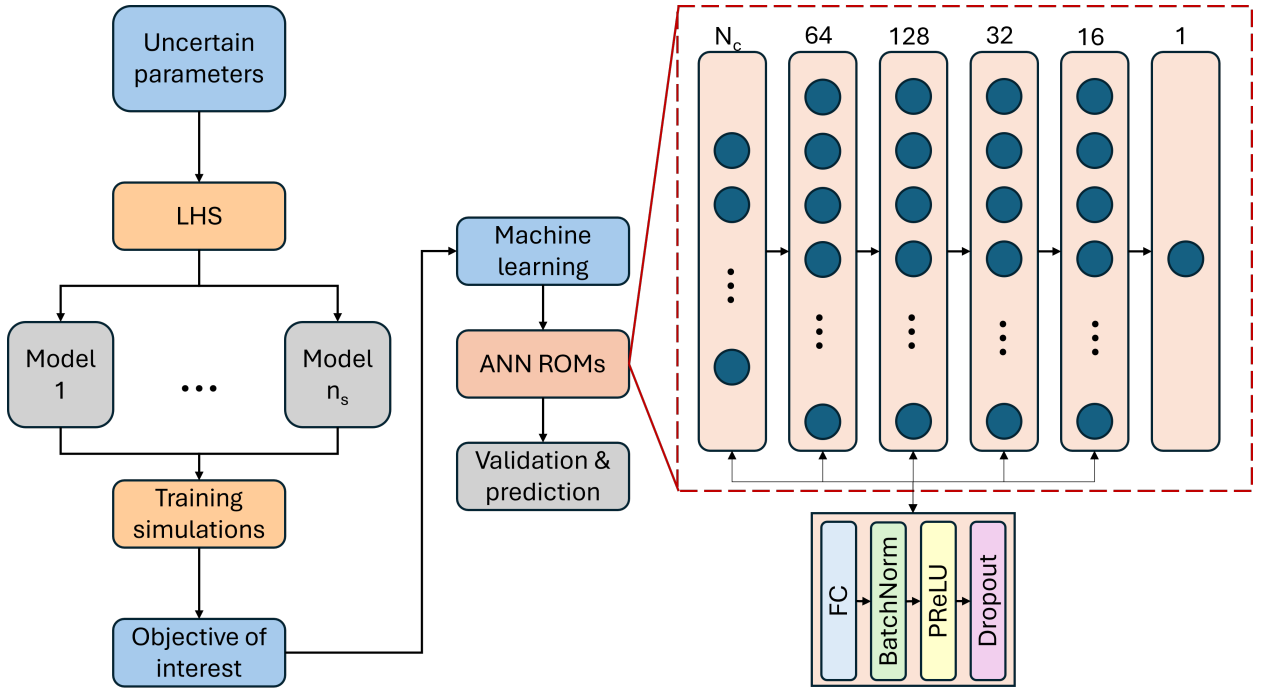 Uncertain
parameters
LHS
Model
1
...
Model
nₛ
Training
simulations
Objective of
interest
Machine
learning
ANN ROMs
Validation &
prediction
N_c
64
128
32
16
1
FC
BatchNorm
PReLU
Dropout